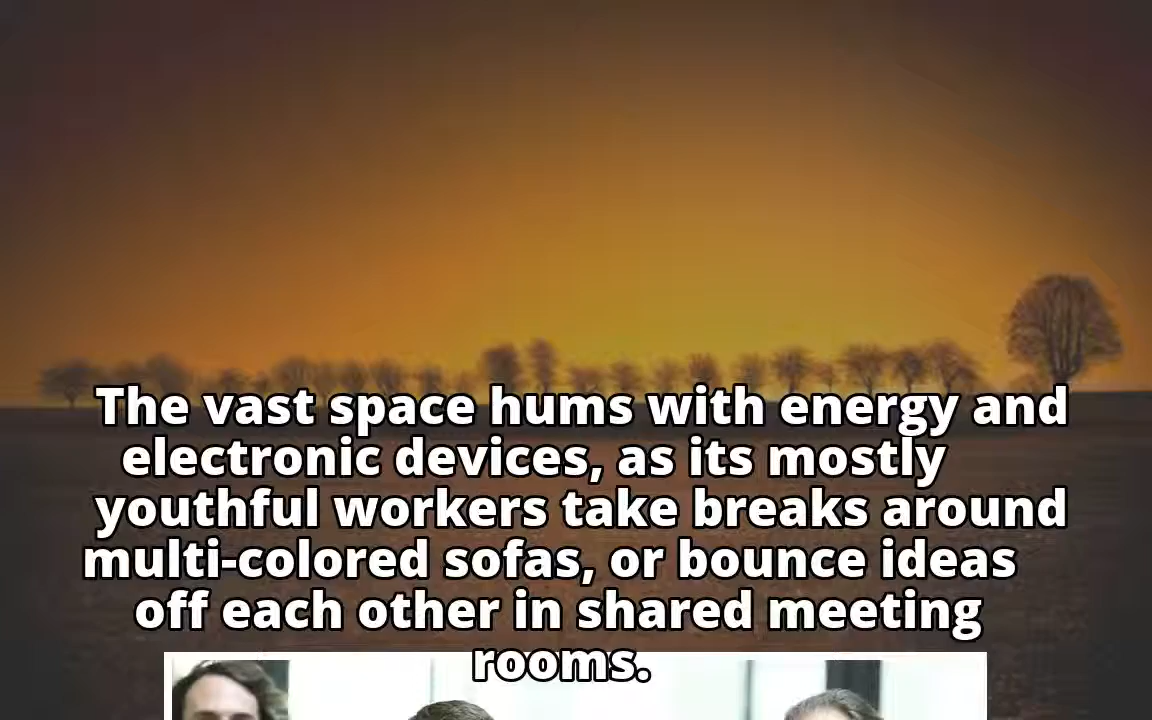 The vast space hums with energy and
electronic devices, as its mostly
youthful workers take breaks around
multi-colored sofas, or bounce ideas
off each other in shared meeting
rooms.